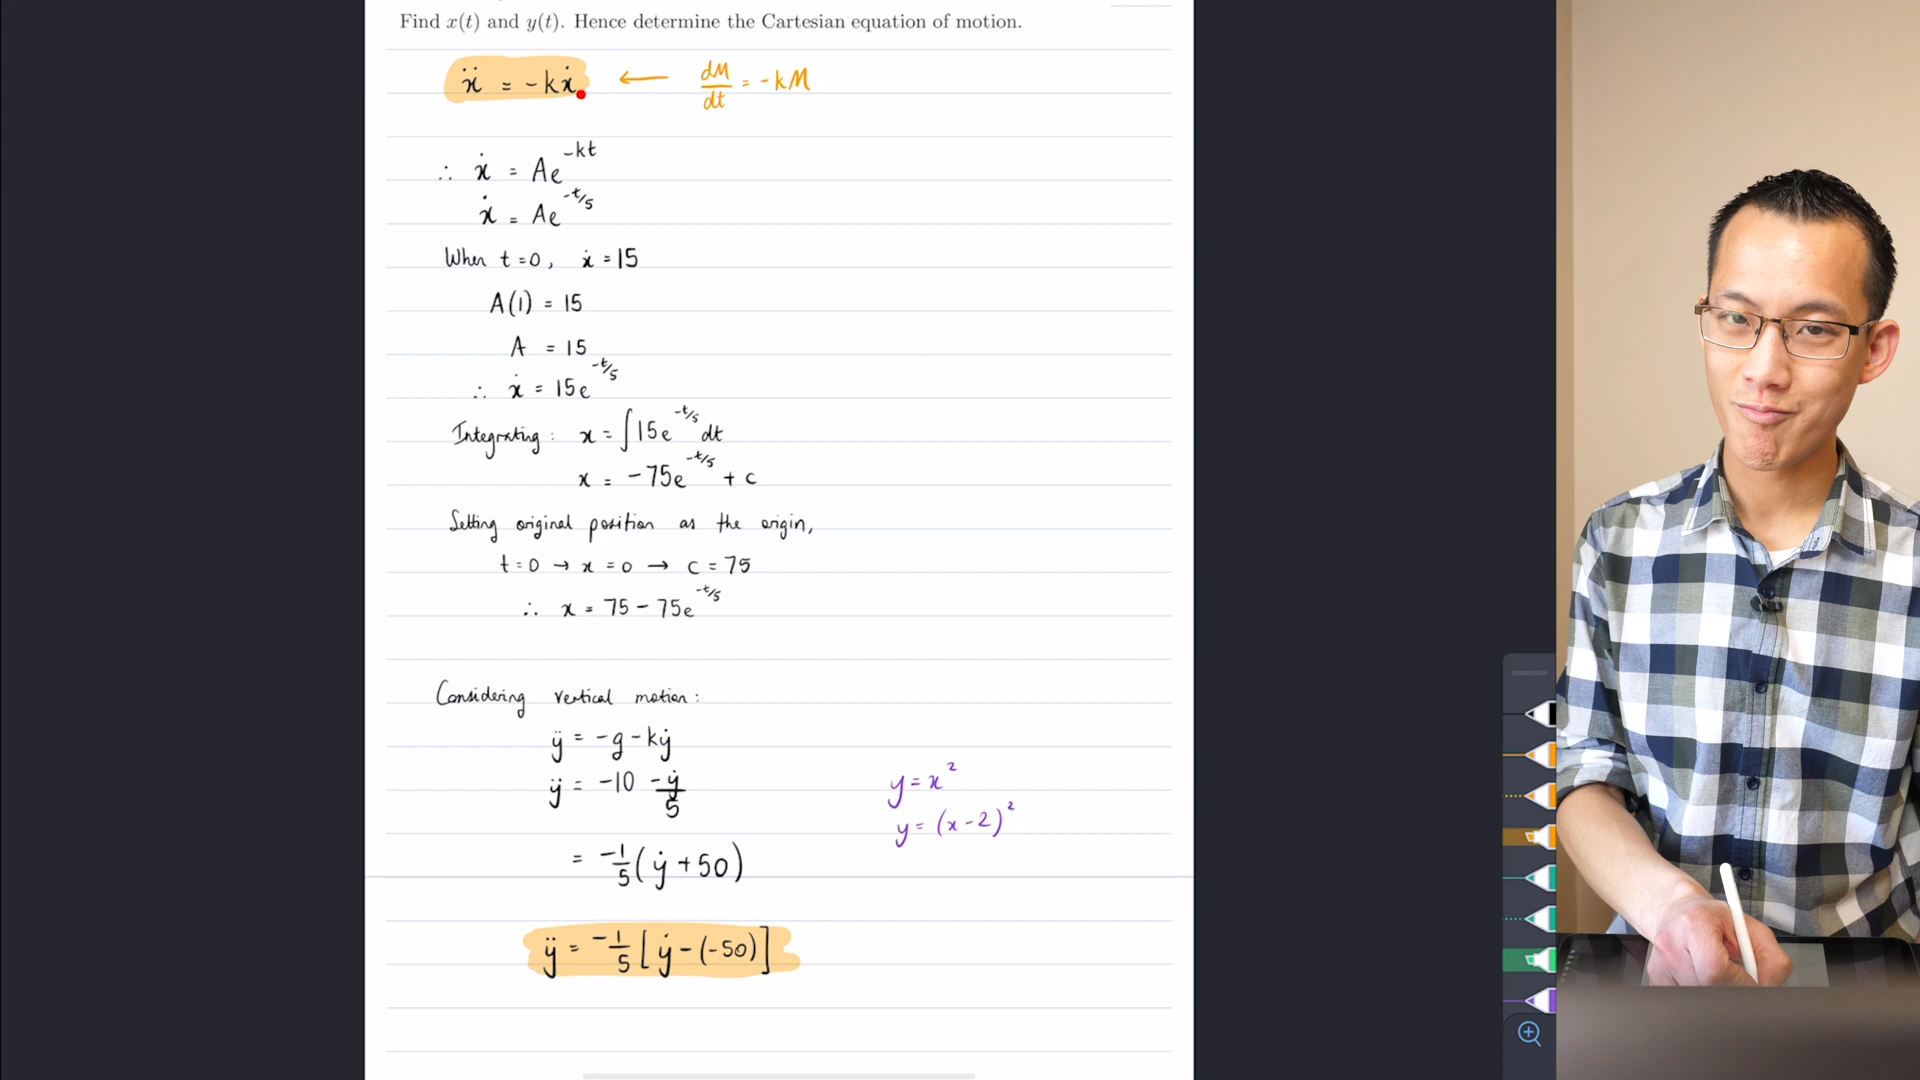 Find x(t) and y(t). Hence determine the Cartesian equation of motion.
ẍ = -kẋ ← dM/dt = -kM
∴ ẋ = Ae^(-kt)
ẋ = Ae^(-t/5)
When t=0, ẋ=15
A(1) = 15
A = 15
∴ ẋ = 15e^(-t/5)
Integrating: x = ∫15e^(-t/5) dt
x = -75e^(-t/5) + c
Setting original position as the origin,
t=0 → x=0 → c=75
∴ x = 75 - 75e^(-t/5)
Considering vertical motion:
ÿ = -g - kẏ
ÿ = -10 - ẏ/5
= -1/5(ẏ+50)
ÿ = -1/5[ẏ-(-50)]
y = x²
y = (x-2)²